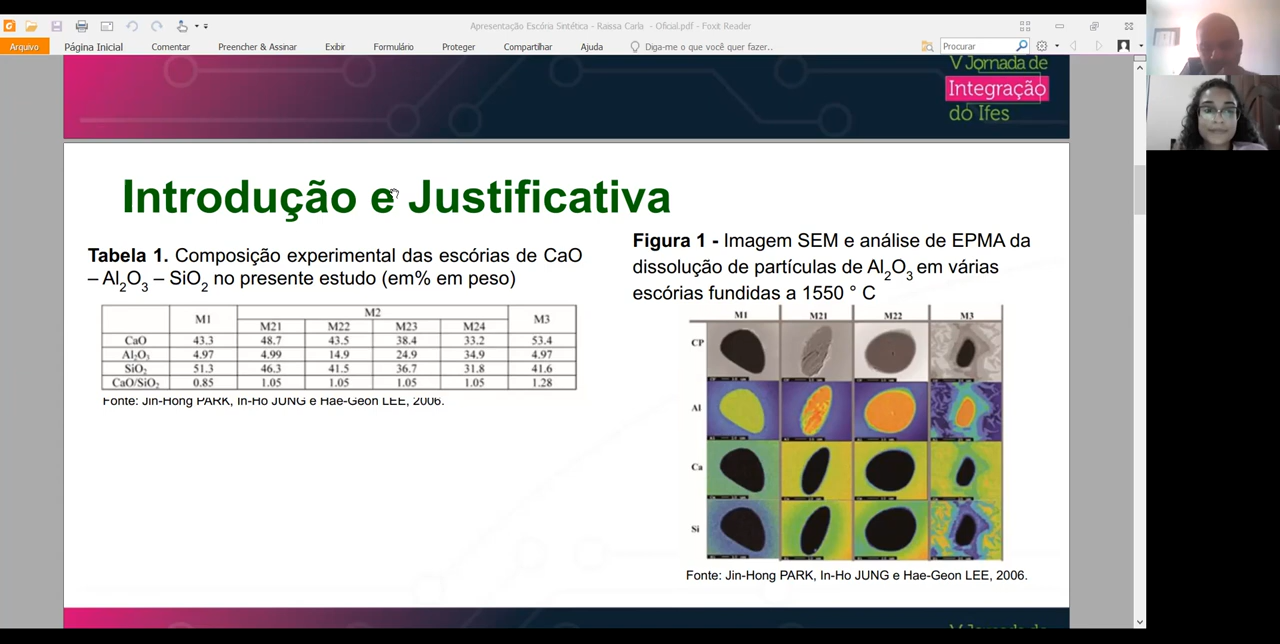 Apresentação Escória Sintética - Raissa Carla - Oficial.pdf - Foxit Reader
Arquivo Página Inicial Comentar Preencher & Assinar Exibir Formulário Proteger Compartilhar Ajuda Diga-me o que você quer fazer.. Procurar
V Jornada de
Integração
do Ifes
Introdução e Justificativa
Tabela 1. Composição experimental das escórias de CaO
– Al2O3 – SiO2 no presente estudo (em% em peso)
M1 M2 M3
M21 M22 M23 M24
CaO 43.3 48.7 43.5 38.4 33.2 53.4
Al2O3 4.97 4.99 14.9 24.9 34.9 4.97
SiO2 51.3 46.3 41.5 36.7 31.8 41.6
CaO/SiO2 0.85 1.05 1.05 1.05 1.05 1.28
Fonte: Jin-Hong PARK, In-Ho JUNG e Hae-Geon LEE, 2006.
Figura 1 - Imagem SEM e análise de EPMA da
dissolução de partículas de Al2O3 em várias
escórias fundidas a 1550 ° C
M1 M21 M22 M3
CP
Al
Ca
Si
Fonte: Jin-Hong PARK, In-Ho JUNG e Hae-Geon LEE, 2006.
V Jornada de